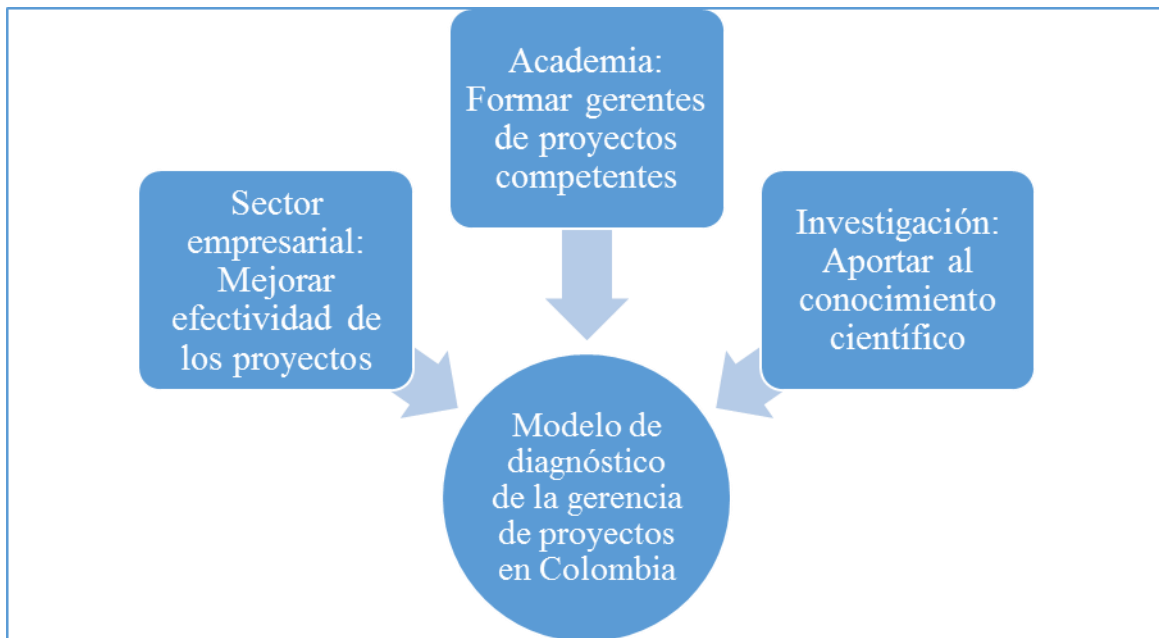 Academia:
Formar gerentes
de proyectos
competentes
Sector
empresarial:
Mejorar
efectividad de
los proyectos
Investigación:
Aportar al
conocimiento
científico
Modelo de
diagnóstico
de la gerencia
de proyectos
en Colombia